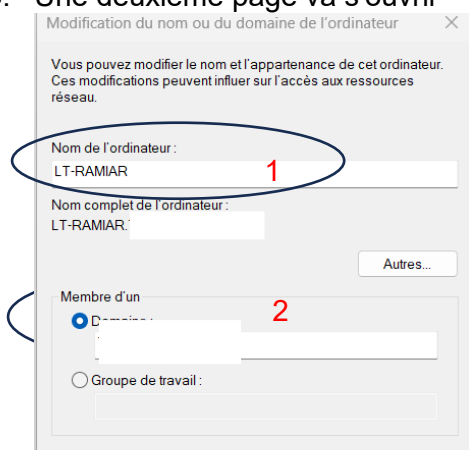 Une deuxième page va s'ouvrir
Modification du nom ou du domaine de l'ordinateur
Vous pouvez modifier le nom et l'appartenance de cet ordinateur.
Ces modifications peuvent influer sur l'accès aux ressources
réseau.
Nom de l'ordinateur :
LT-RAMIAR 1
Nom complet de l'ordinateur :
LT-RAMIAR.
Autres...
Membre d'un
2
Domaine :
Groupe de travail :